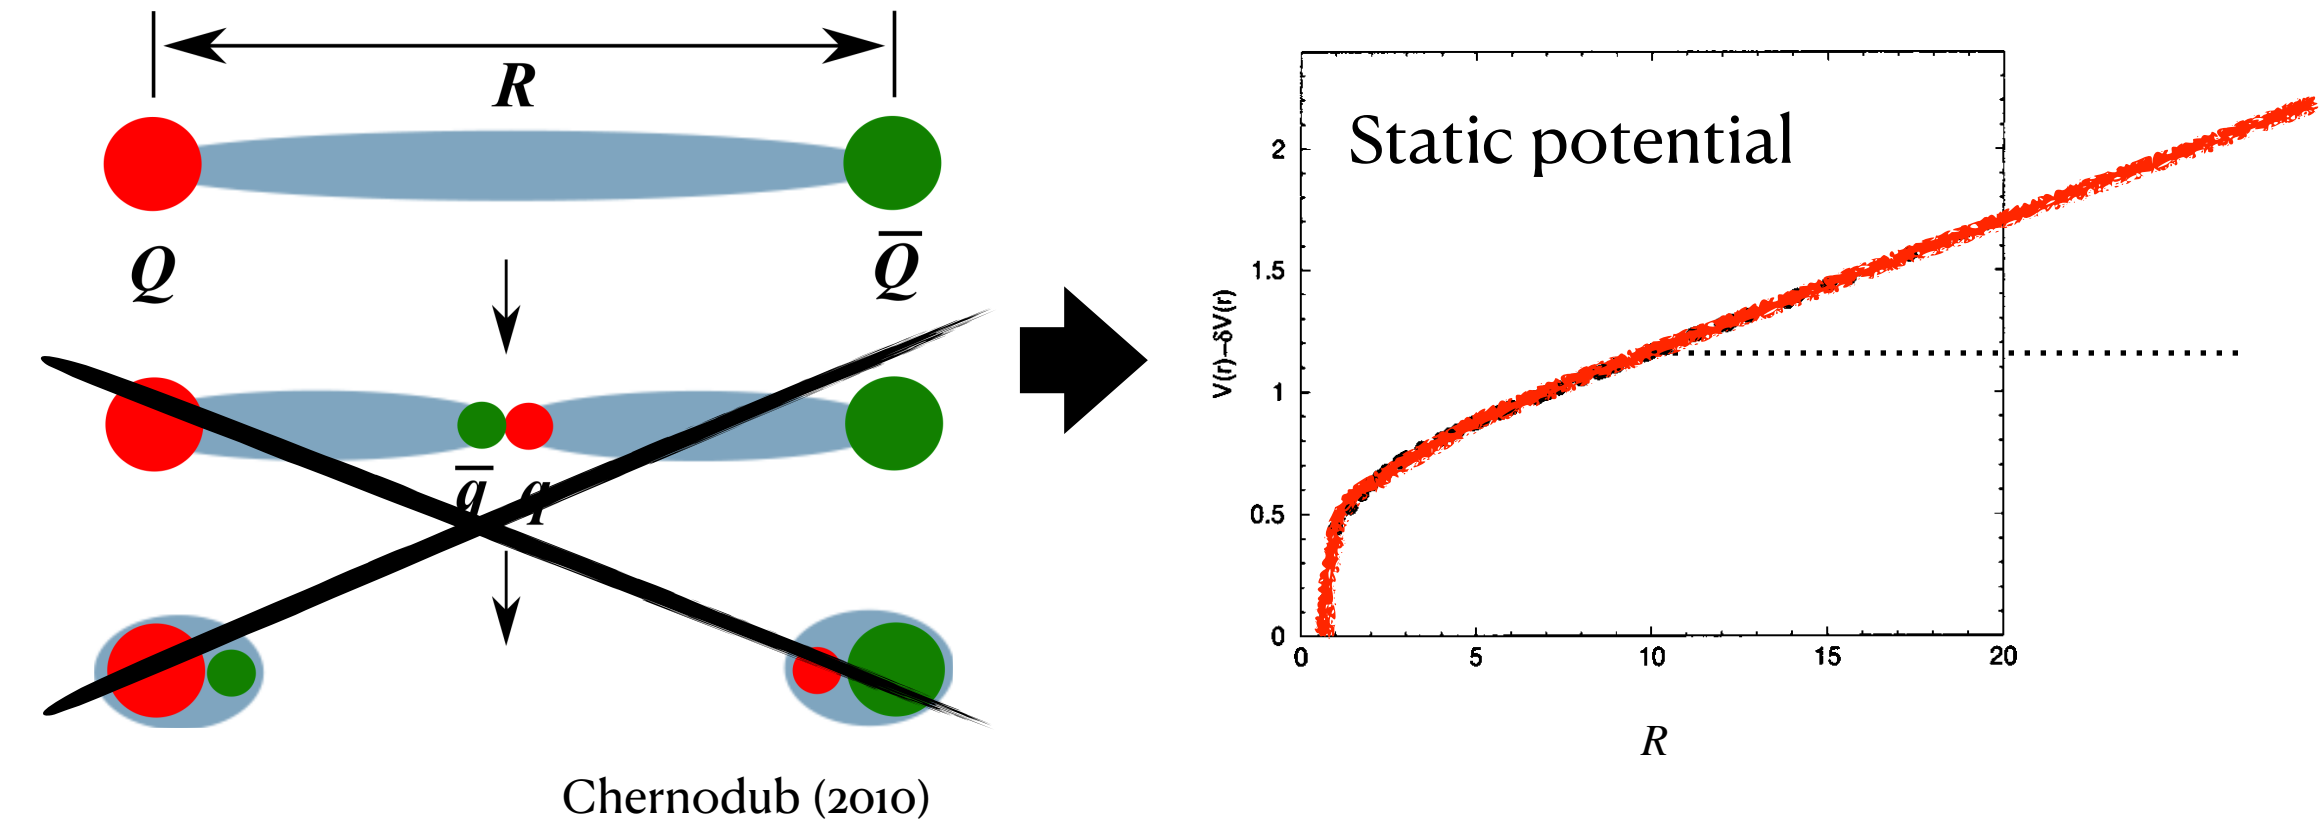 R
Q
Q̅
q̅ q
Chernodub (2010)
Static potential
V(r)−δV(r)
2
1.5
1
0.5
0
0 5 10 15 20
R